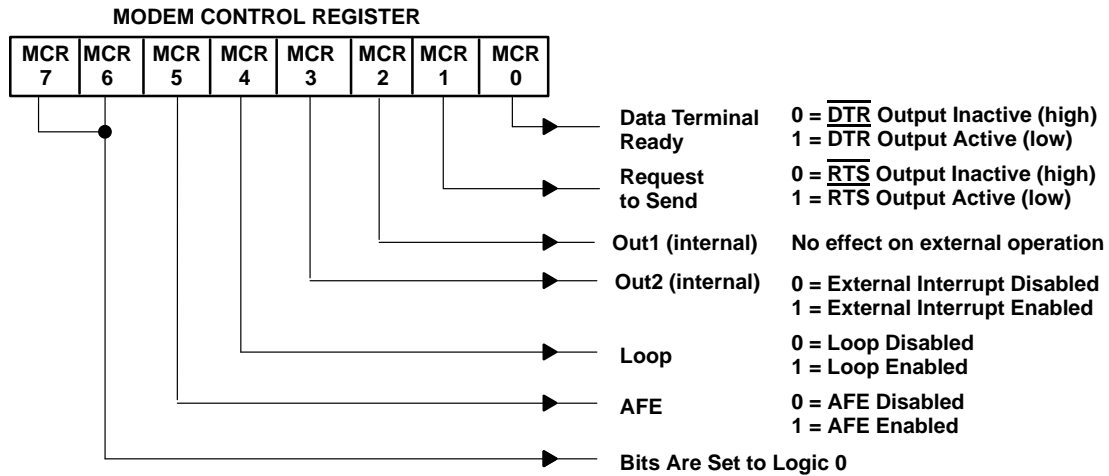 MODEM CONTROL REGISTER
MCR 7 MCR 6 MCR 5 MCR 4 MCR 3 MCR 2 MCR 1 MCR 0
Data Terminal Ready
0 = D̅T̅R̅ Output Inactive (high)
1 = D̅T̅R̅ Output Active (low)
Request to Send
0 = R̅T̅S̅ Output Inactive (high)
1 = R̅T̅S̅ Output Active (low)
Out1 (internal) No effect on external operation
Out2 (internal)
0 = External Interrupt Disabled
1 = External Interrupt Enabled
Loop
0 = Loop Disabled
1 = Loop Enabled
AFE
0 = AFE Disabled
1 = AFE Enabled
Bits Are Set to Logic 0